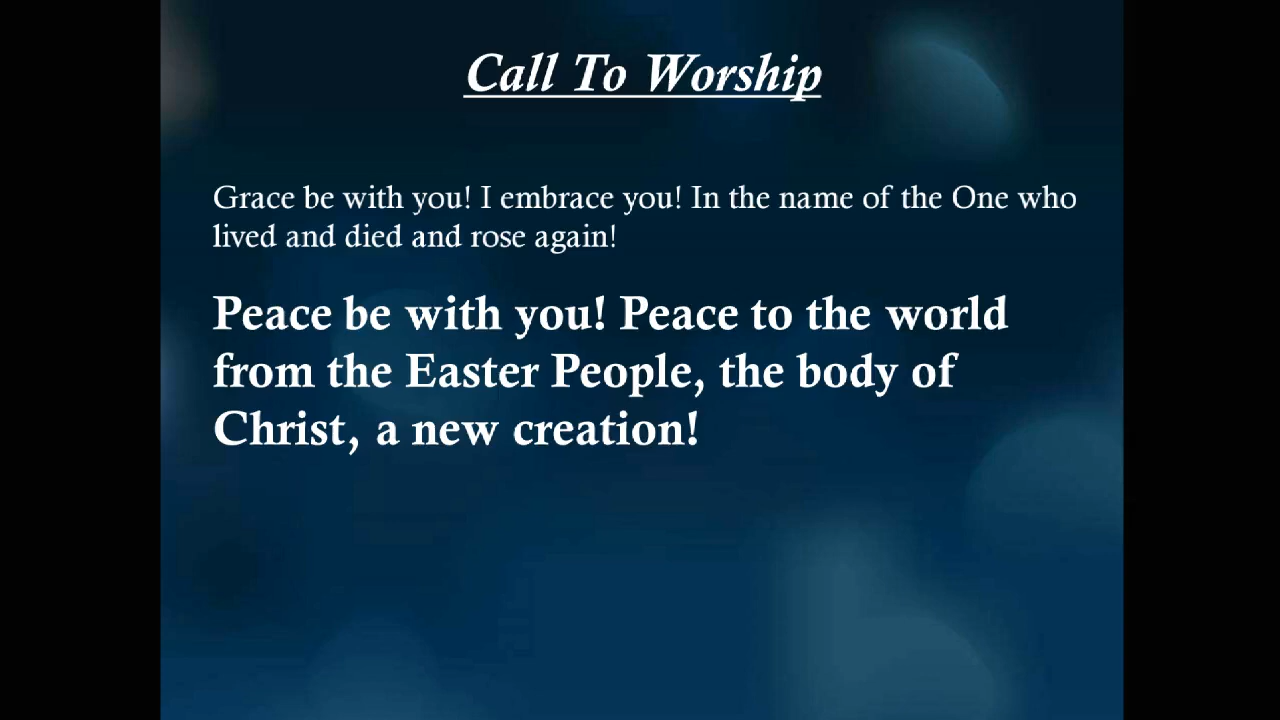 Call To Worship
Grace be with you! I embrace you! In the name of the One who
lived and died and rose again!
Peace be with you! Peace to the world
from the Easter People, the body of
Christ, a new creation!